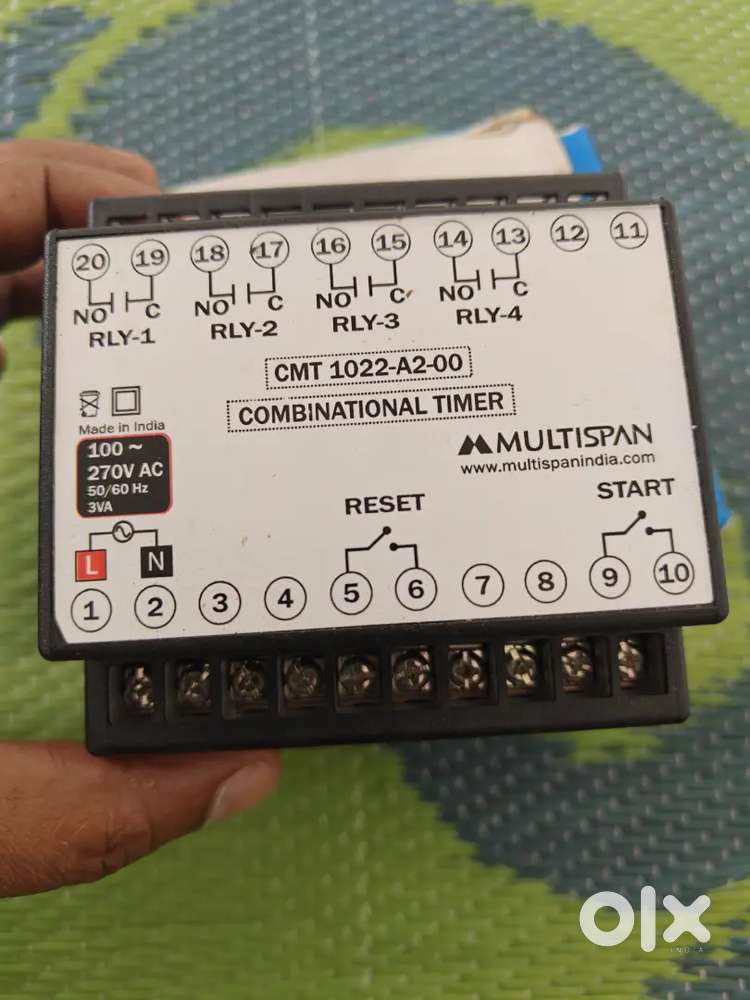 20 19 18 17 16 15 14 13 12 11
NO C NO C NO C NO C
RLY-1 RLY-2 RLY-3 RLY-4
CMT 1022-A2-00
COMBINATIONAL TIMER
Made in India
MULTISPAN
www.multispanindia.com
100 ~
270V AC
50/60 Hz
3VA
RESET
START
L N
1 2 3 4 5 6 7 8 9 10
olx
INDIA